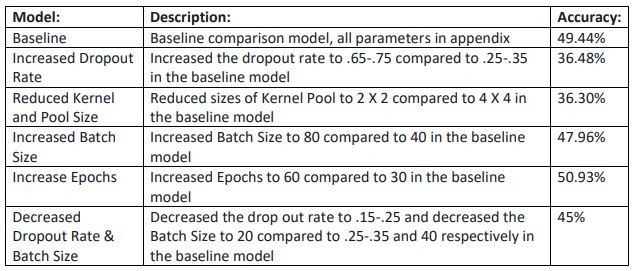 Model: Description: Accuracy:
Baseline Baseline comparison model, all parameters in appendix 49.44%
Increased Dropout Increased the dropout rate to .65-.75 compared to .25-.35 36.48%
Rate in the baseline model
Reduced Kernel Reduced sizes of Kernel Pool to 2 X 2 compared to 4 X 4 in 36.30%
and Pool Size the baseline model
Increased Batch Increased Batch Size to 80 compared to 40 in the baseline 47.96%
Size model
Increase Epochs Increased Epochs to 60 compared to 30 in the baseline 50.93%
model
Decreased Decreased the drop out rate to .15-.25 and decreased the 45%
Dropout Rate & Batch Size to 20 compared to .25-.35 and 40 respectively in
Batch Size the baseline model